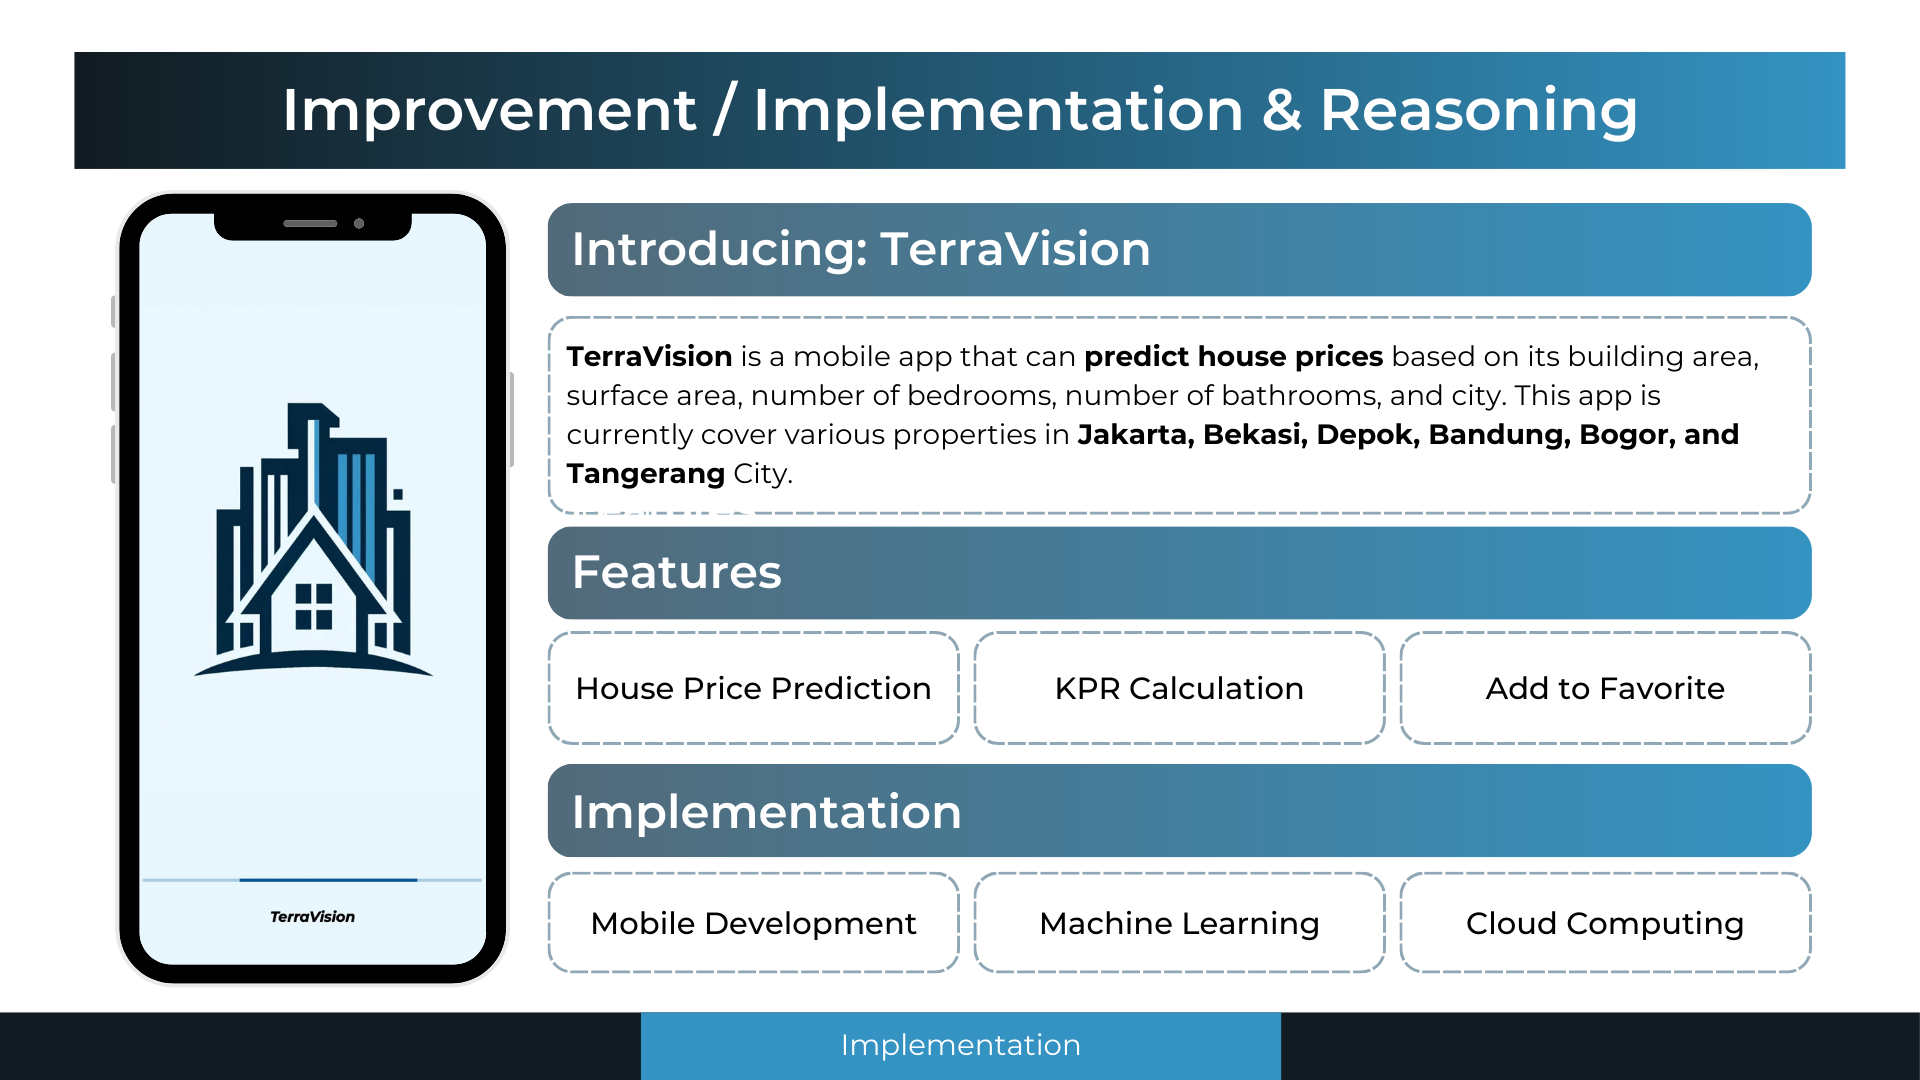 Improvement / Implementation & Reasoning
Introducing: TerraVision
TerraVision is a mobile app that can predict house prices based on its building area,
surface area, number of bedrooms, number of bathrooms, and city. This app is
currently cover various properties in Jakarta, Bekasi, Depok, Bandung, Bogor, and
Tangerang City.
Features
House Price Prediction
KPR Calculation
Add to Favorite
Implementation
Mobile Development
Machine Learning
Cloud Computing
TerraVision
Implementation